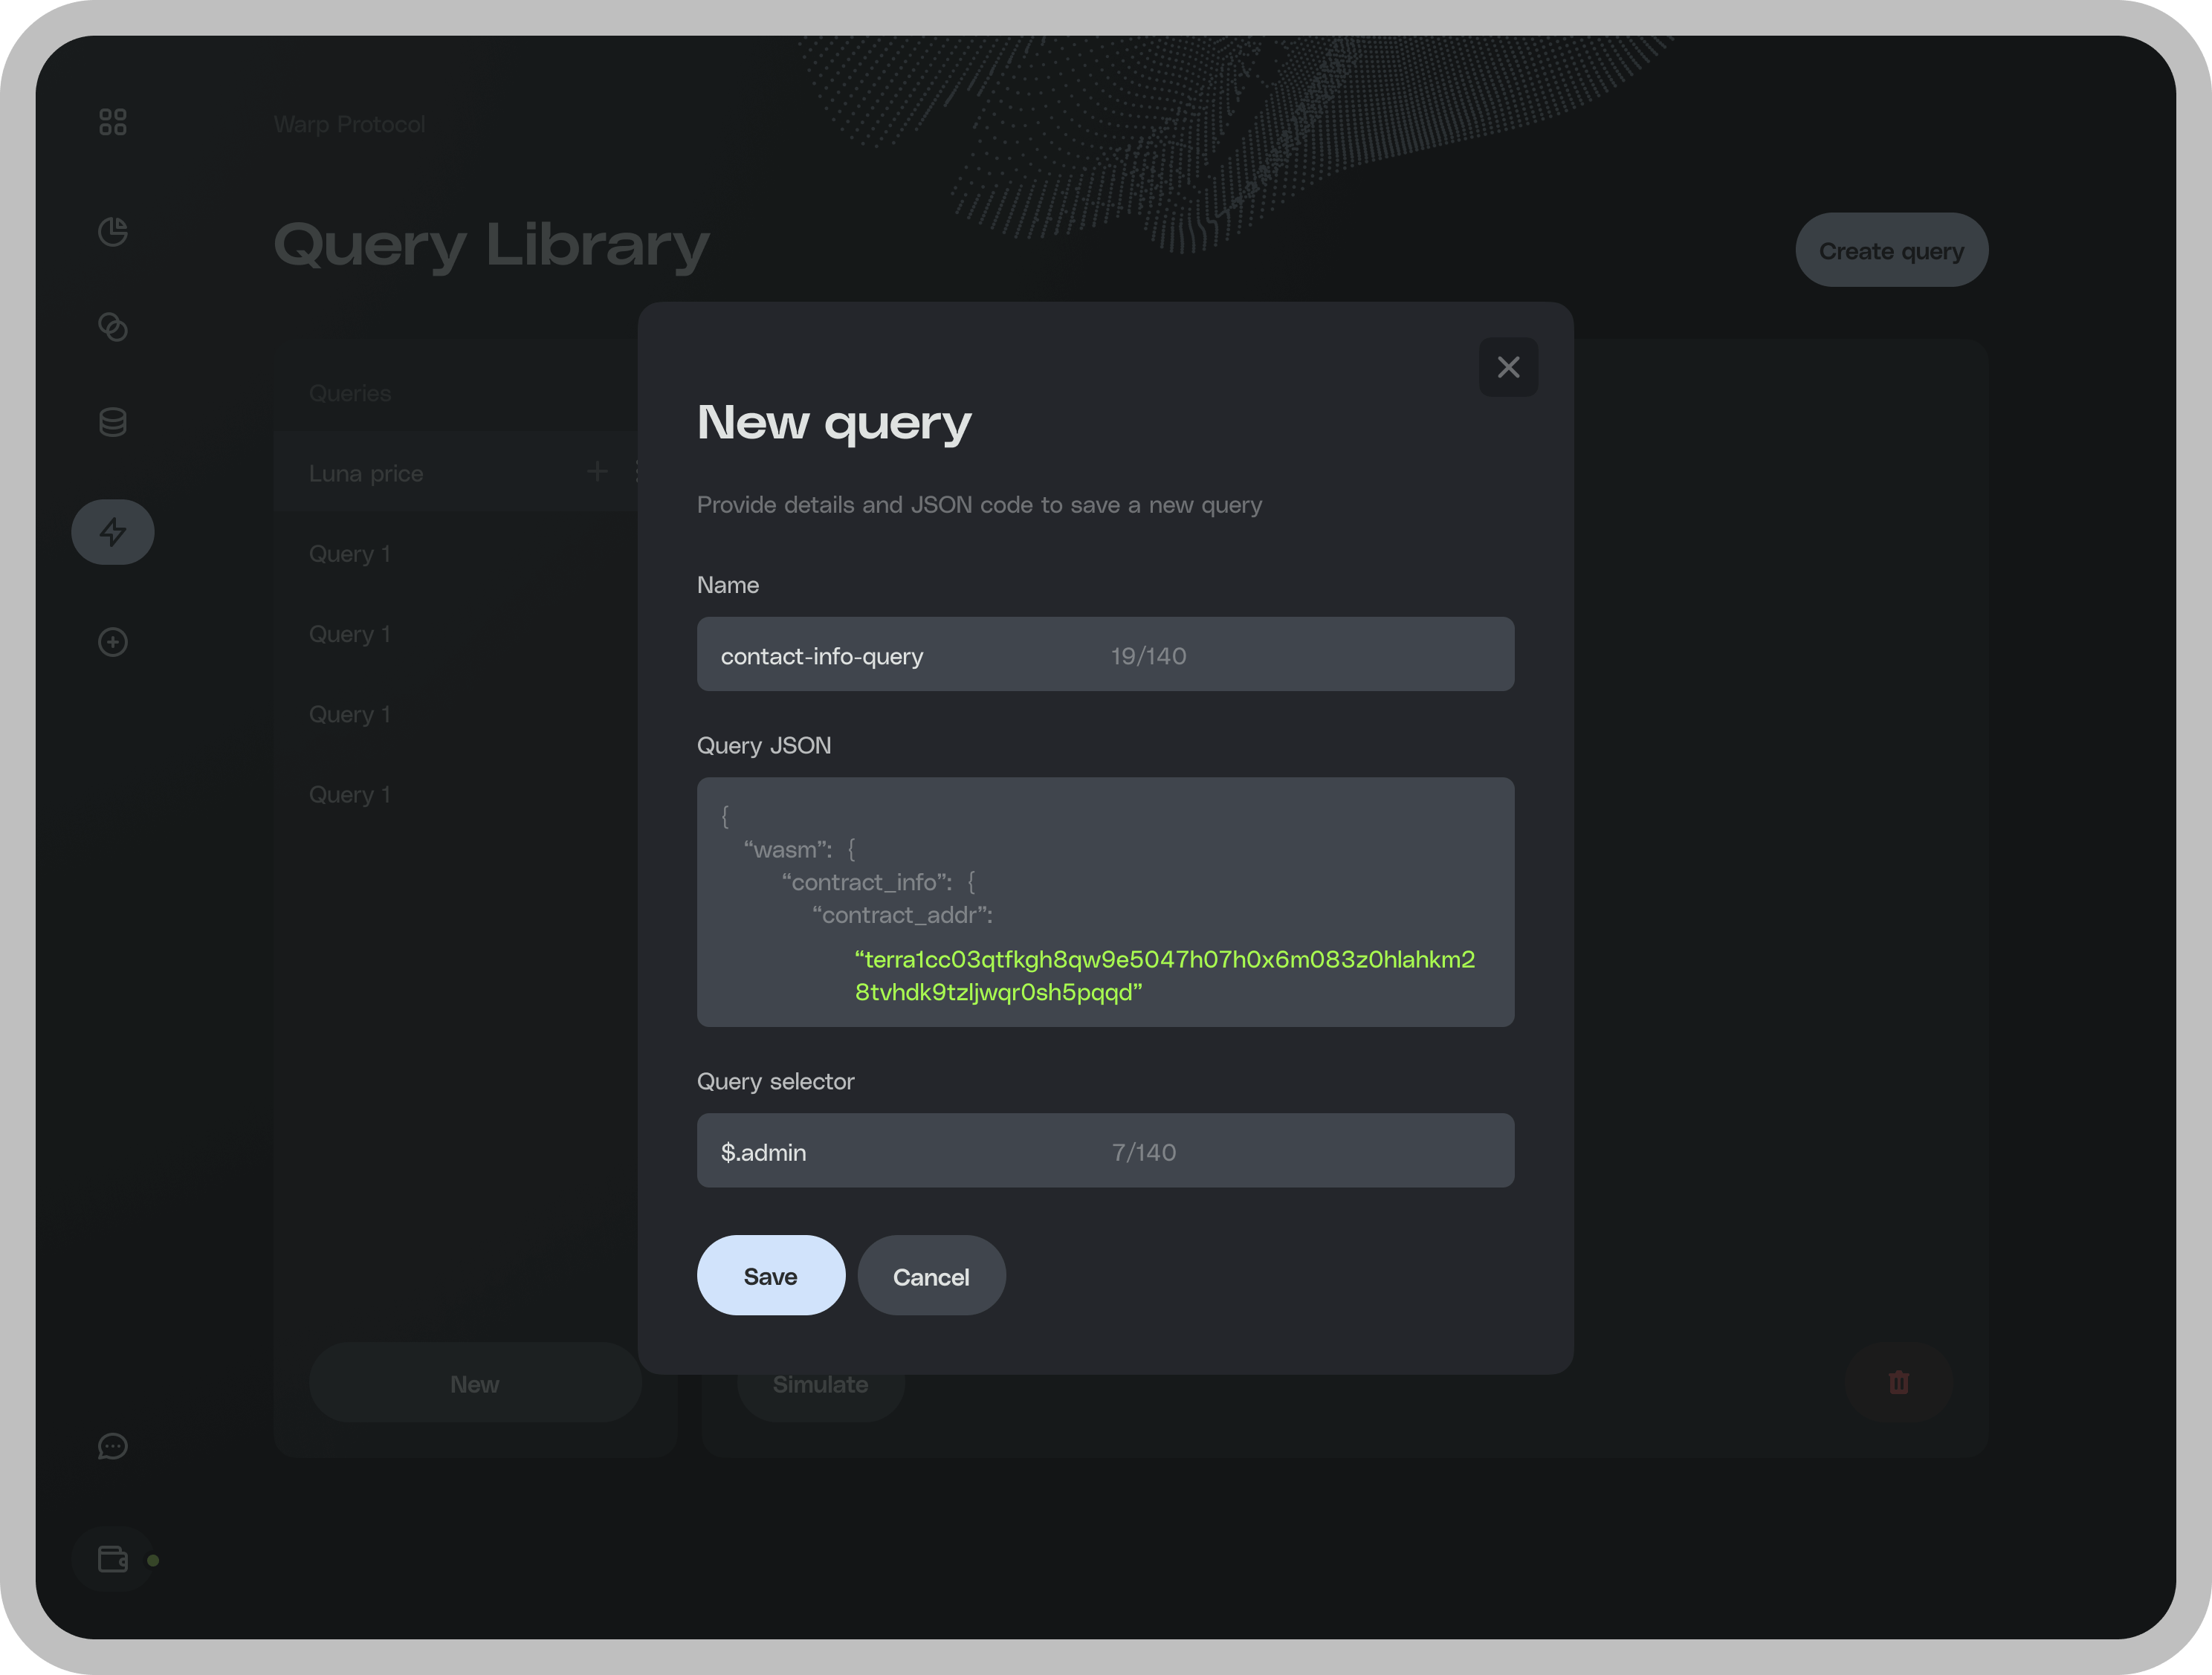 Warp Protocol
Query Library
Create query
Queries
Luna price
Query 1
Query 1
Query 1
Query 1
New
New query
Provide details and JSON code to save a new query
Name
contact-info-query 19/140
Query JSON
{
“wasm”: {
“contract_info”: {
“contract_addr”:
“terra1cc03qtfkgh8qw9e5047h07h0x6m083z0hlahkm2
8tvhdk9tzljwqr0sh5pqqd”
Query selector
$.admin 7/140
Save Cancel
Simulate